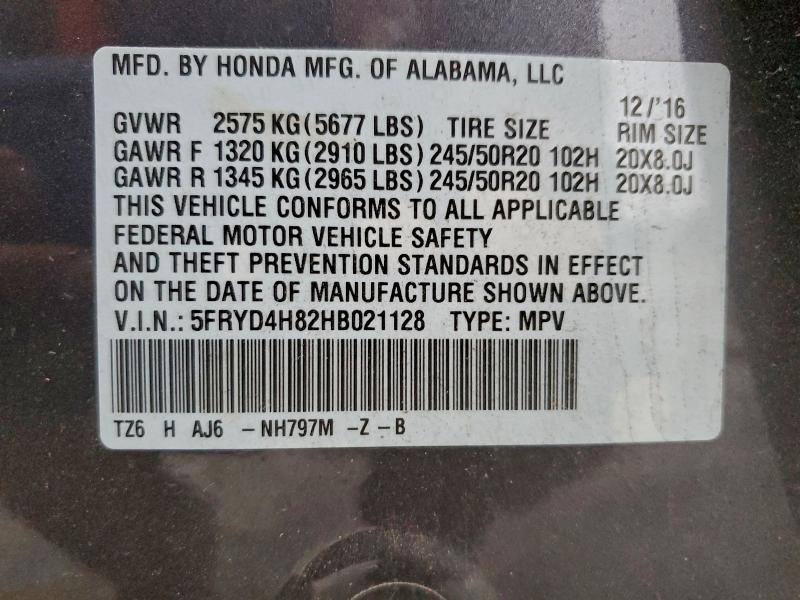 MFD. BY HONDA MFG. OF ALABAMA, LLC
12/'16
GVWR 2575 KG (5677 LBS) TIRE SIZE RIM SIZE
GAWR F 1320 KG (2910 LBS) 245/50R20 102H 20X8.0J
GAWR R 1345 KG (2965 LBS) 245/50R20 102H 20X8.0J
THIS VEHICLE CONFORMS TO ALL APPLICABLE
FEDERAL MOTOR VEHICLE SAFETY
AND THEFT PREVENTION STANDARDS IN EFFECT
ON THE DATE OF MANUFACTURE SHOWN ABOVE.
V.I.N.: 5FRYD4H82HB021128 TYPE: MPV
TZ6 H AJ6 -NH797M -Z -B